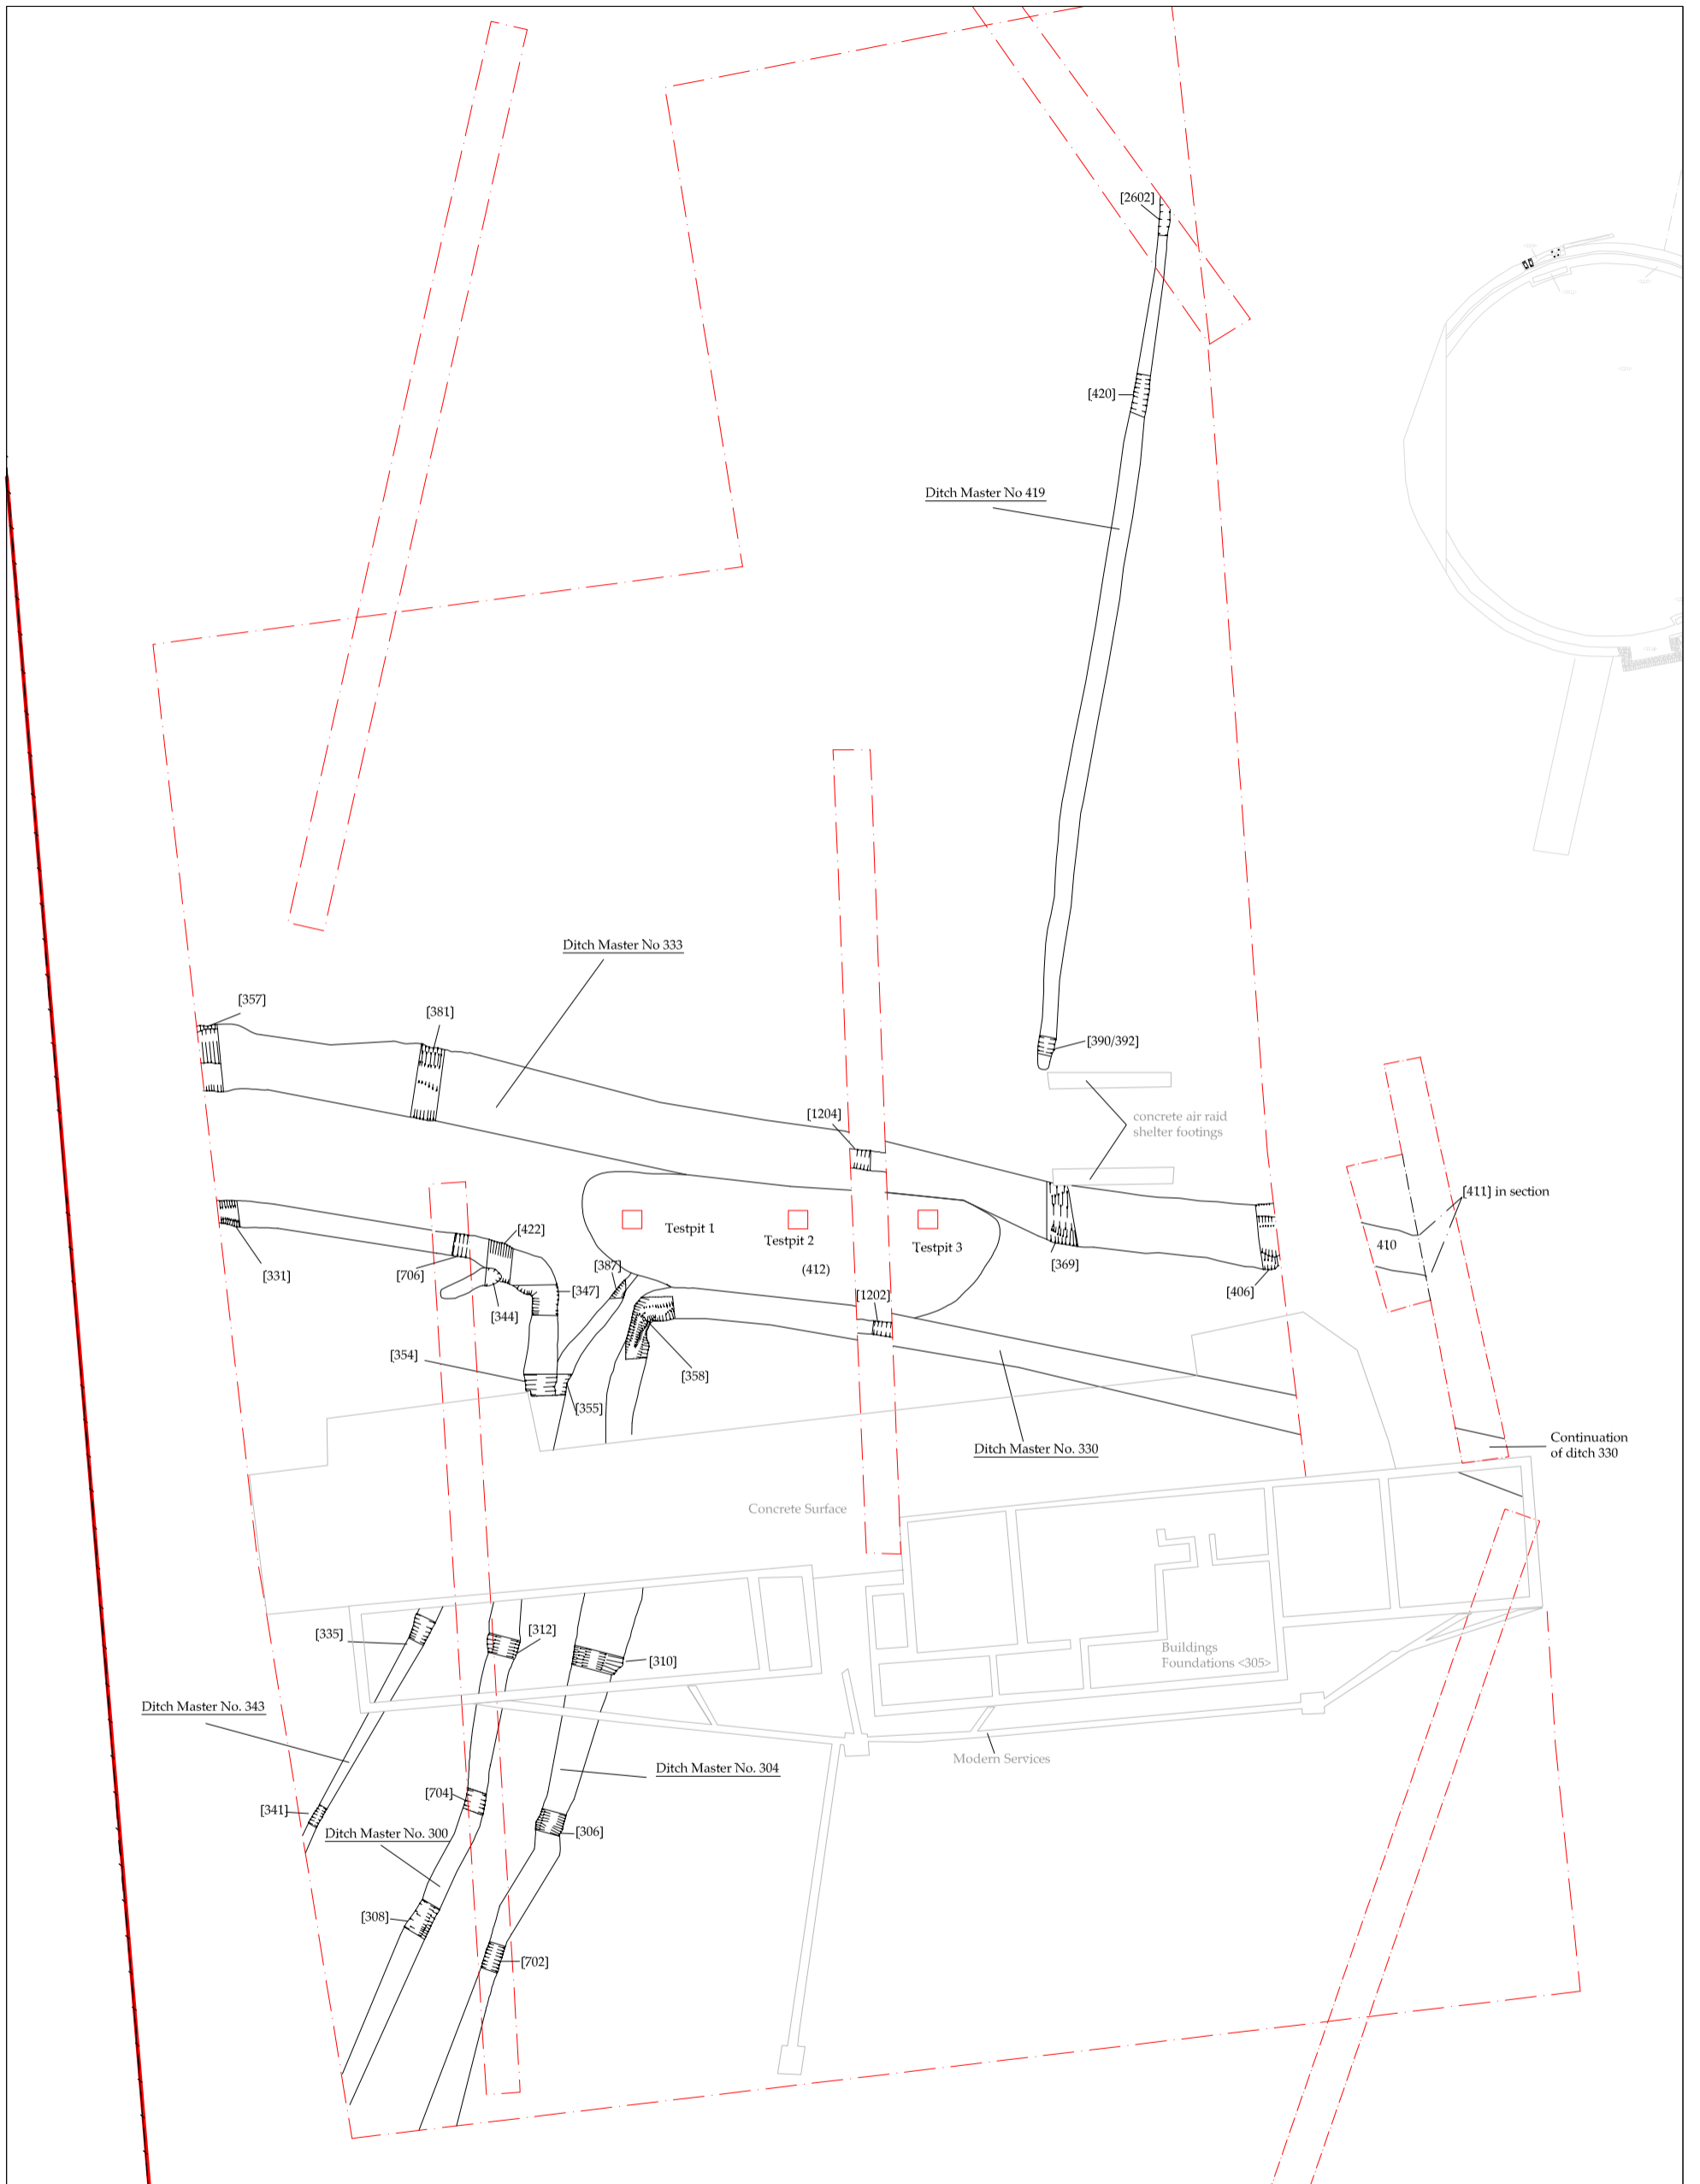 [2602]
[420]
Ditch Master No 419
Ditch Master No 333
[357]
[381]
[390/392]
[1204]
concrete air raid
shelter footings
[411] in section
410
[422]
Testpit 1
Testpit 2
Testpit 3
(412)
[331]
[706]
[387]
[369]
[344]
[347]
[406]
[1202]
[354]
[358]
[355]
Ditch Master No. 330
Continuation
of ditch 330
Concrete Surface
[335]
[312]
[310]
Buildings
Foundations <305>
Ditch Master No. 343
Modern Services
Ditch Master No. 304
[704]
[341]
Ditch Master No. 300
[306]
[308]
[702]